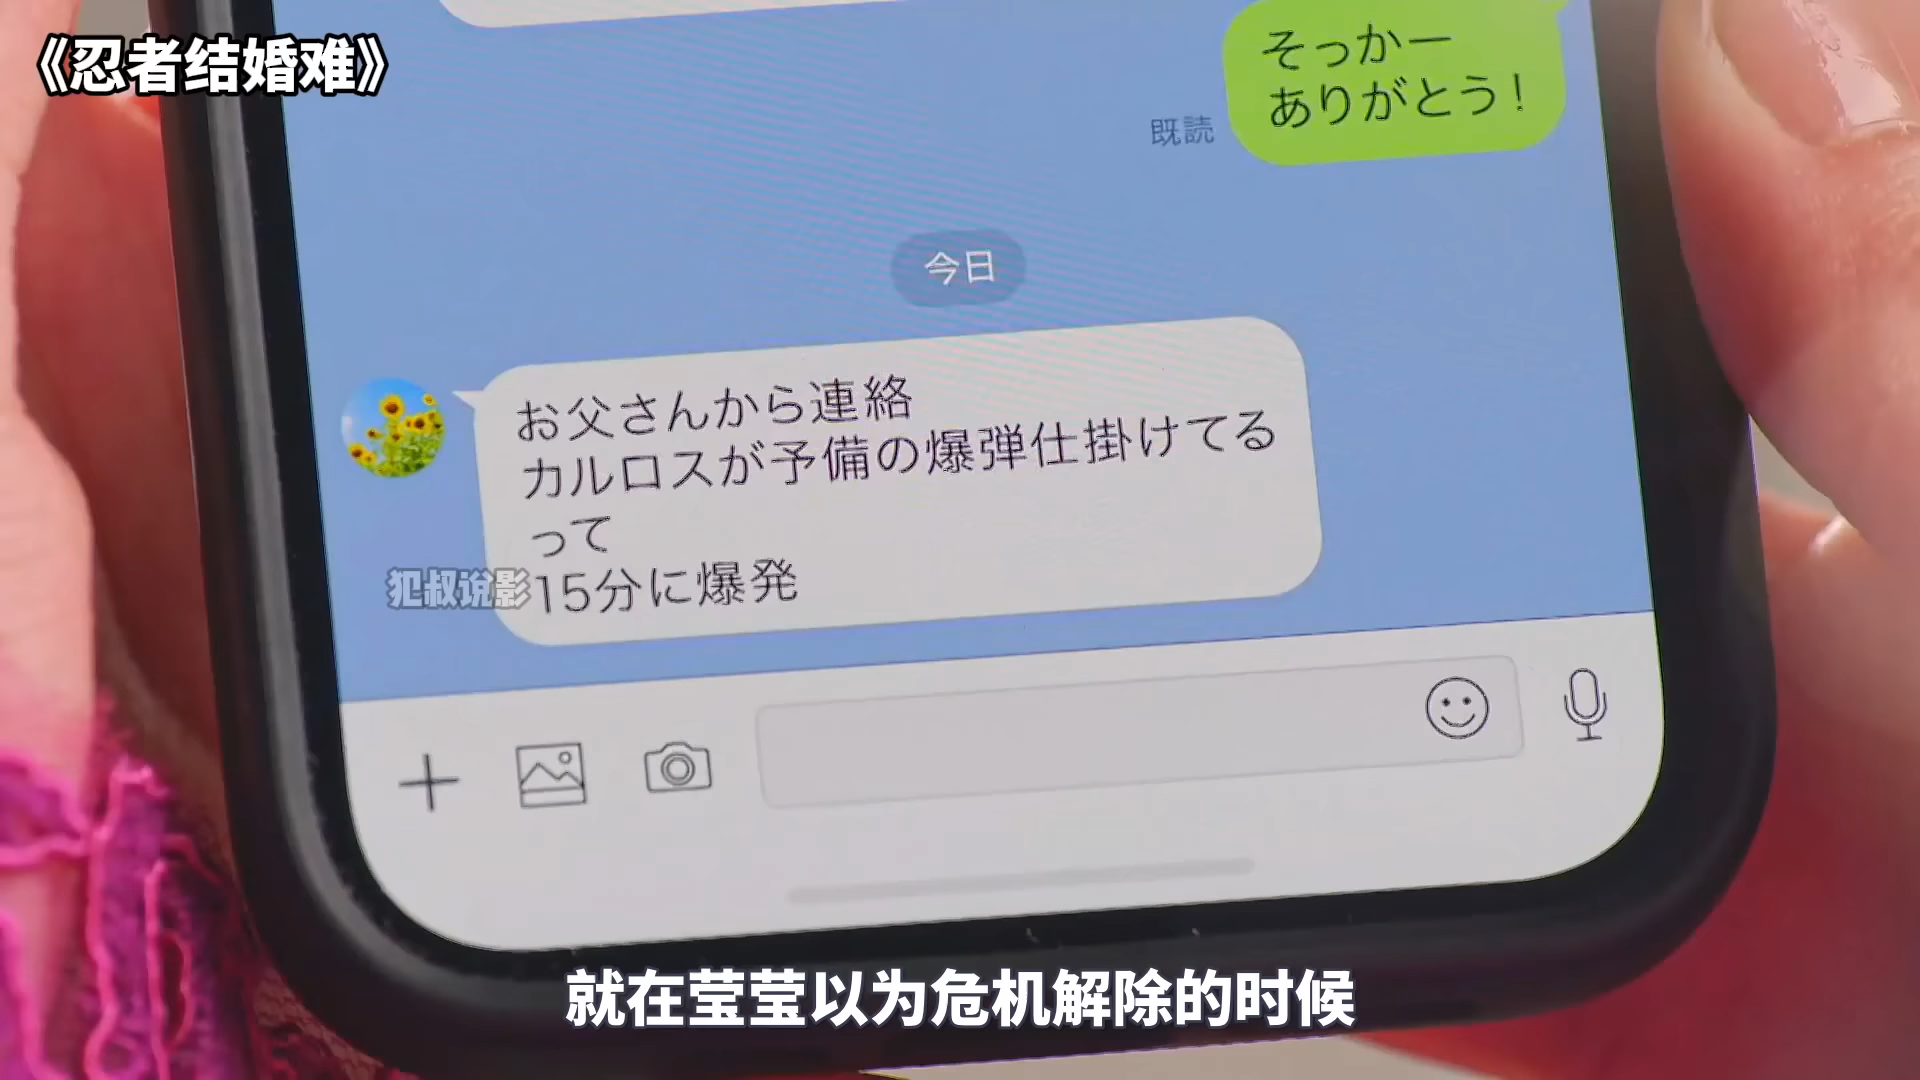 《忍者结婚难》
そっかー
ありがとう！
既読
今日
お父さんから連絡
カルロスが予備の爆弾仕掛けてる
って
15分に爆発
犯叔说影
就在莹莹以为危机解除的时候